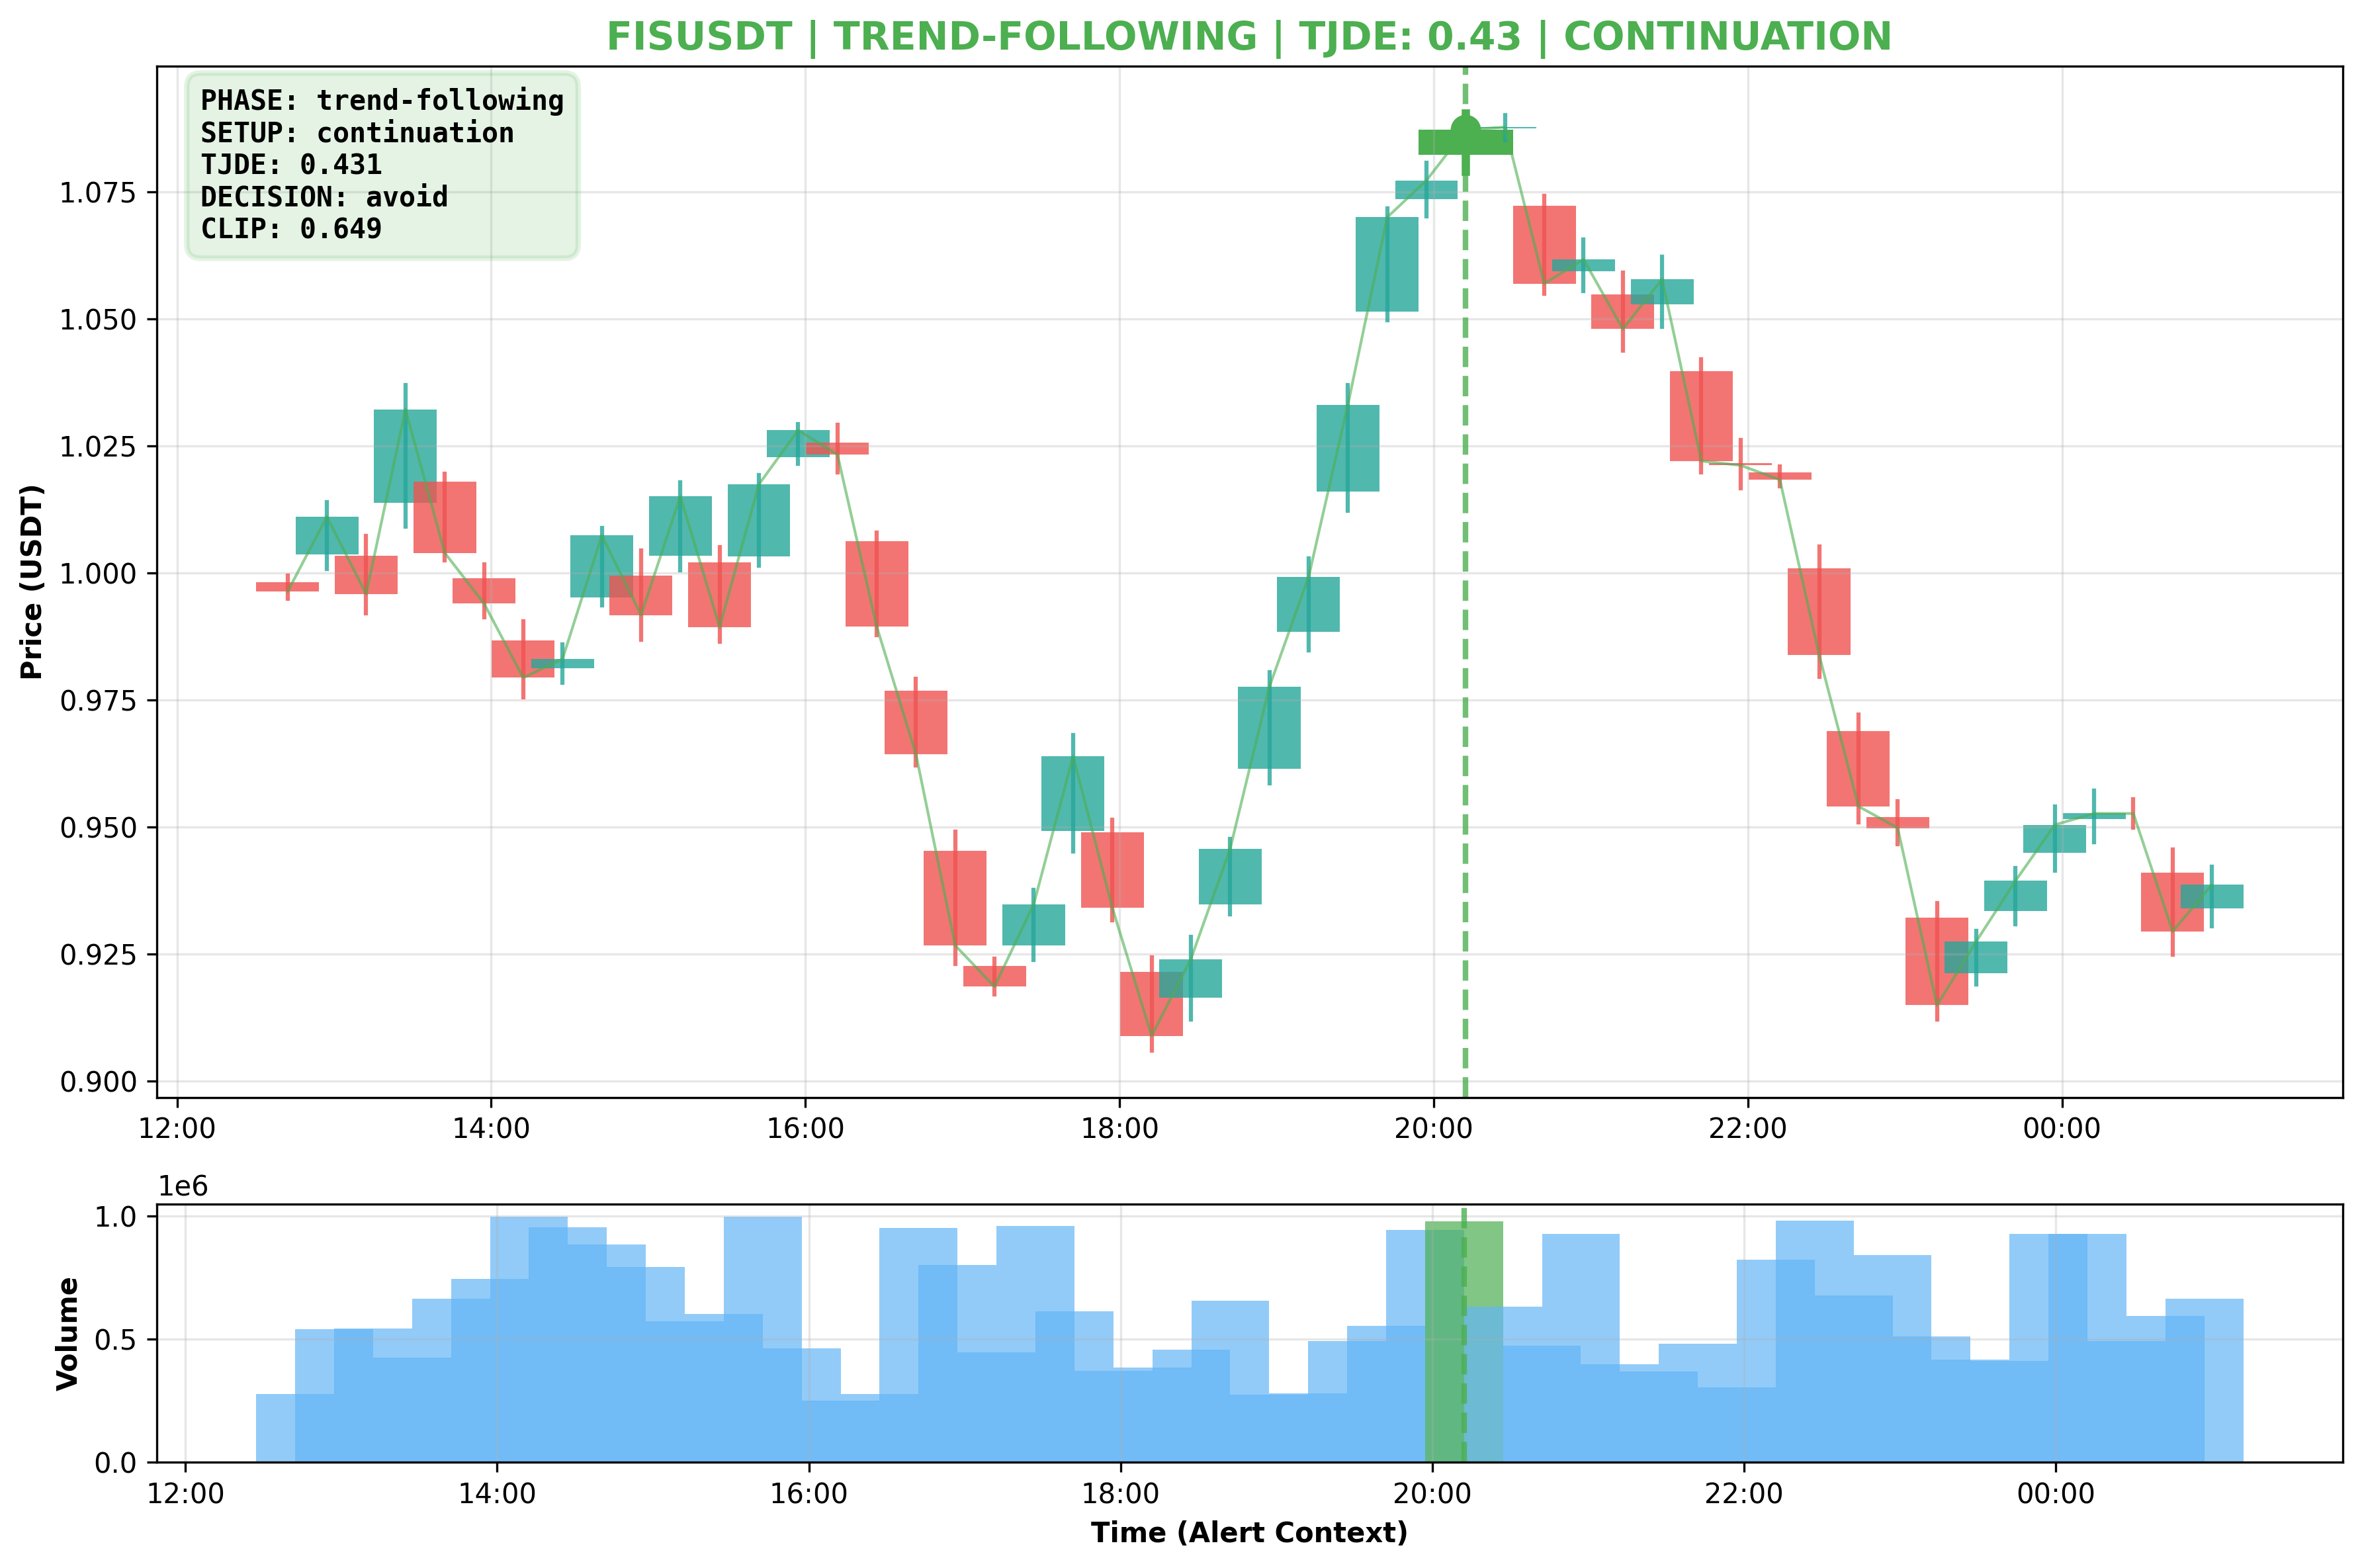 FISUSDT | TREND-FOLLOWING | TJDE: 0.43 | CONTINUATION
PHASE: trend-following
SETUP: continuation
TJDE: 0.431
DECISION: avoid
CLIP: 0.649
Price (USDT)
1.075
1.050
1.025
1.000
0.975
0.950
0.925
0.900
12:00 14:00 16:00 18:00 20:00 22:00 00:00
1e6
Volume
1.0
0.5
0.0
12:00 14:00 16:00 18:00 20:00 22:00 00:00
Time (Alert Context)